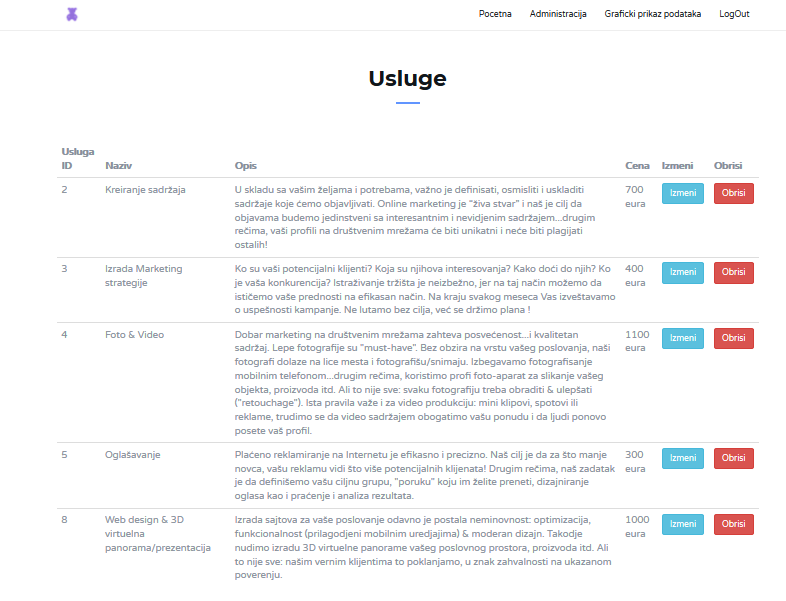 Pocetna Administracija Graficki prikaz podataka LogOut
Usluge
Usluga ID Naziv Opis Cena Izmeni Obrisi
2 Kreiranje sadržaja U skladu sa vašim željama i potrebama, važno je definisati, osmisliti i uskladiti 700 Izmeni Obrisi
sadržaje koje ćemo objavljivati. Online marketing je "živa stvar" i naš je cilj da eura
objavama budemo jedinstveni sa interesantnim i nevidjenim sadržajem...drugim
rečima, vaši profili na društvenim mrežama će biti unikatni i neće biti plagijati
ostalih!
3 Izrada Marketing Ko su vaši potencijalni klijenti? Koja su njihova interesovanja? Kako doći do njih? Ko 400 Izmeni Obrisi
strategije je vaša konkurencija? Istraživanje tržišta je neizbežno, jer na taj način možemo da eura
ističemo vaše prednosti na efikasan način. Na kraju svakog meseca Vas izveštavamo
o uspešnosti kampanje. Ne lutamo bez cilja, već se držimo plana !
4 Foto & Video Dobar marketing na društvenim mrežama zahteva posvećenost...i kvalitetan 1100 Izmeni Obrisi
sadržaj. Lepe fotografije su "must-have". Bez obzira na vrstu vašeg poslovanja, naši eura
fotografi dolaze na lice mesta i fotografišu/snimaju. Izbegavamo fotografisanje
mobilnim telefonom...drugim rečima, koristimo profi foto-aparat za slikanje vašeg
objekta, proizvoda itd. Ali to nije sve: svaku fotografiju treba obraditi & ulepšati
("retouchage"). Ista pravila važe i za video produkciju: mini klipovi, spotovi ili
reklame, trudimo se da video sadržajem obogatimo vašu ponudu i da ljudi ponovo
posete vaš profil.
5 Oglašavanje Plaćeno reklamiranje na Internetu je efikasno i precizno. Naš cilj je da za što manje 300 Izmeni Obrisi
novca, vašu reklamu vidi što više potencijalnih klijenata! Drugim rečima, naš zadatak eura
je da definišemo vašu ciljnu grupu, "poruku" koju im želite preneti, dizajniranje
oglasa kao i praćenje i analiza rezultata.
8 Web design & 3D Izrada sajtova za vaše poslovanje odavno je postala neminovnost: optimizacija, 1000 Izmeni Obrisi
virtuelna funkcionalnost (prilagodjeni mobilnim uredjajima) & moderan dizajn. Takodje eura
panorama/prezentacija nudimo izradu 3D virtuelne panorame vašeg poslovnog prostora, proizvoda itd. Ali
to nije sve: našim vernim klijentima to poklanjamo, u znak zahvalnosti na ukazanom
poverenju.